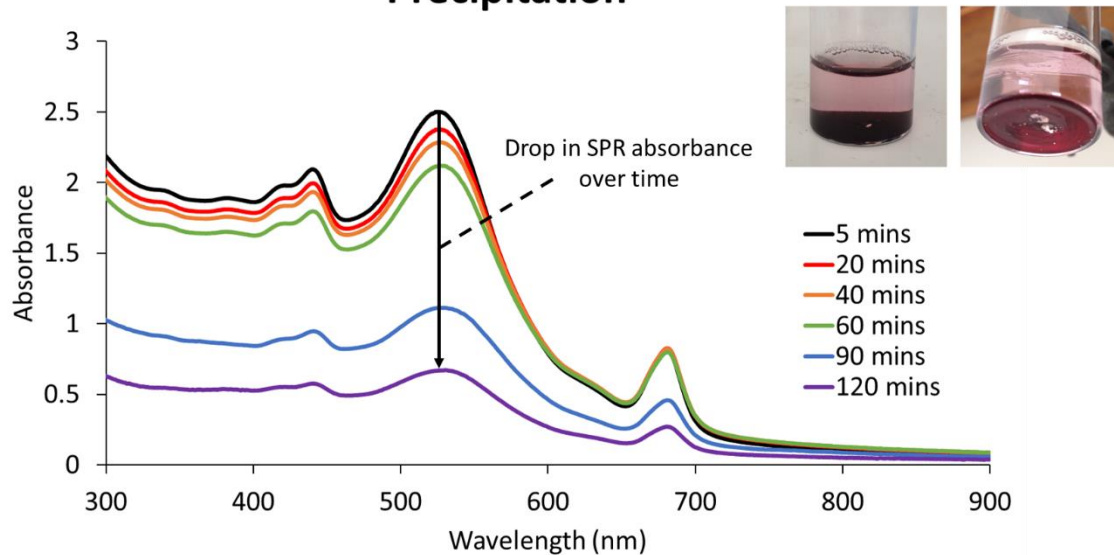 Precipitation
3
2.5
2
1.5
1
0.5
0
300
400
500
600
700
800
900
Absorbance
Wavelength (nm)
Drop in SPR absorbance
over time
5 mins
20 mins
40 mins
60 mins
90 mins
120 mins